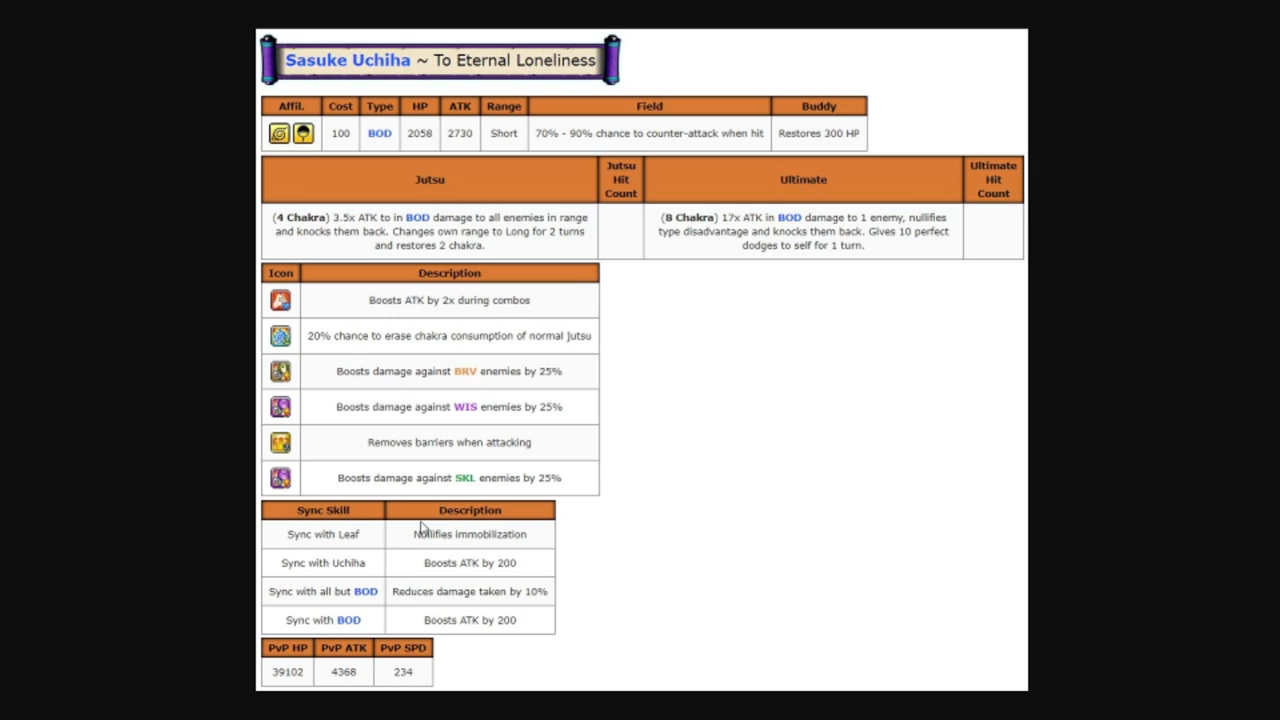 Sasuke Uchiha ~ To Eternal Loneliness
Affil. Cost Type HP ATK Range Field Buddy
100 BOD 2058 2730 Short 70% - 90% chance to counter-attack when hit Restores 300 HP
Jutsu Jutsu Hit Count Ultimate Ultimate Hit Count
(4 Chakra) 3.5x ATK to in BOD damage to all enemies in range
and knocks them back. Changes own range to Long for 2 turns
and restores 2 chakra.
(8 Chakra) 17x ATK in BOD damage to 1 enemy, nullifies
type disadvantage and knocks them back. Gives 10 perfect
dodges to self for 1 turn.
Icon Description
Boosts ATK by 2x during combos
20% chance to erase chakra consumption of normal jutsu
Boosts damage against BRV enemies by 25%
Boosts damage against WIS enemies by 25%
Removes barriers when attacking
Boosts damage against SKL enemies by 25%
Sync Skill Description
Sync with Leaf Nullifies immobilization
Sync with Uchiha Boosts ATK by 200
Sync with all but BOD Reduces damage taken by 10%
Sync with BOD Boosts ATK by 200
PvP HP PvP ATK PvP SPD
39102 4368 234